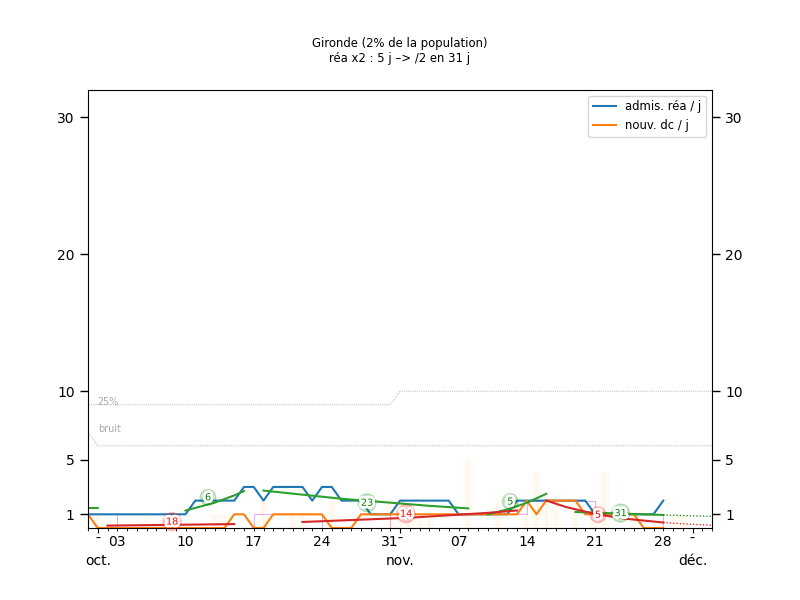 Gironde (2% de la population)
réa x2 : 5 j –> /2 en 31 j
admis. réa / j
nouv. dc / j
30
30
20
20
10
10
25%
bruit
5
5
1
1
6
23
5
31
18
14
5
- 03 10 17 24 31 - 07 14 21 28 -
oct. nov. déc.